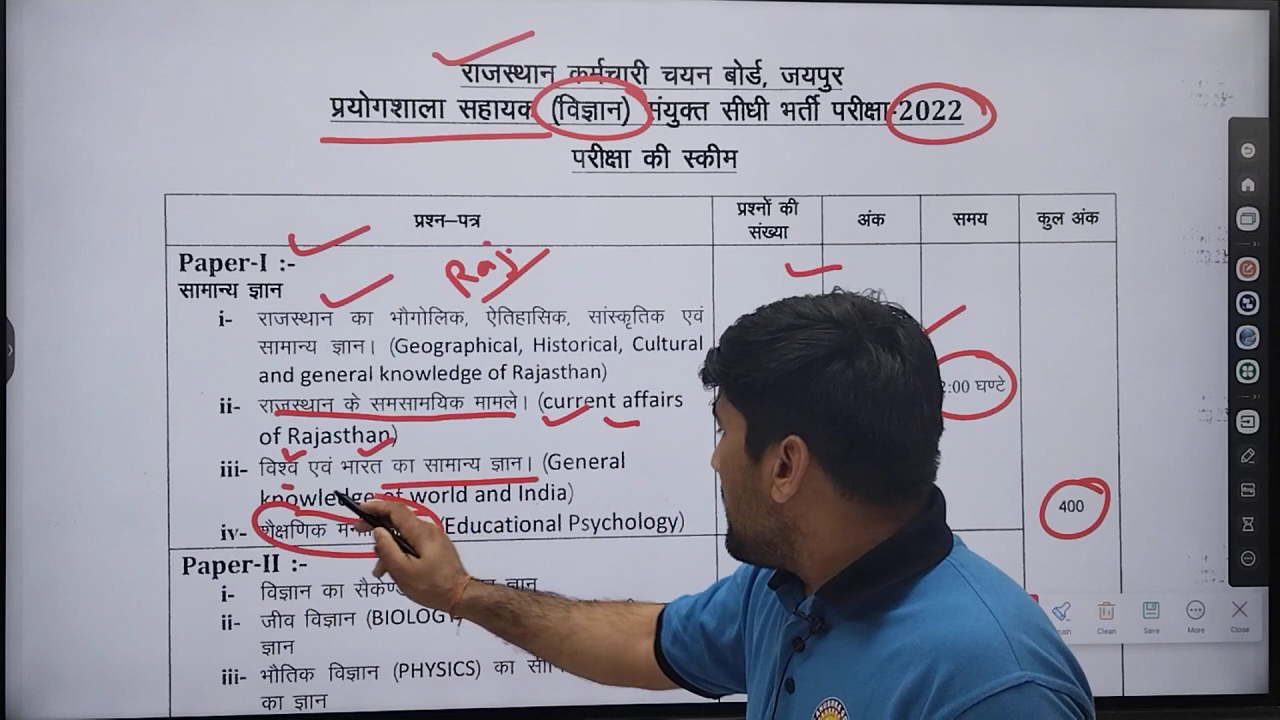 राजस्थान कर्मचारी चयन बोर्ड, जयपुर
प्रयोगशाला सहायक (विज्ञान) संयुक्त सीधी भर्ती परीक्षा-2022
परीक्षा की स्कीम
प्रश्न–पत्र
प्रश्नों की
संख्या
अंक
समय
कुल अंक
Paper-I :-
Raj.
सामान्य ज्ञान
i- राजस्थान का भौगोलिक, ऐतिहासिक, सांस्कृतिक एवं
सामान्य ज्ञान। (Geographical, Historical, Cultural
and general knowledge of Rajasthan)
2:00 घण्टे
ii- राजस्थान के समसामयिक मामले। (current affairs
of Rajasthan)
iii- विश्व एवं भारत का सामान्य ज्ञान। (General
knowledge of world and India)
400
iv- शैक्षणिक (Educational Psychology)
Paper-II :-
i- विज्ञान का ज्ञान
ii- जीव विज्ञान (BIOLOGY)
ज्ञान
iii- भौतिक विज्ञान (PHYSICS) का
का ज्ञान
Clean
Save
More
Close